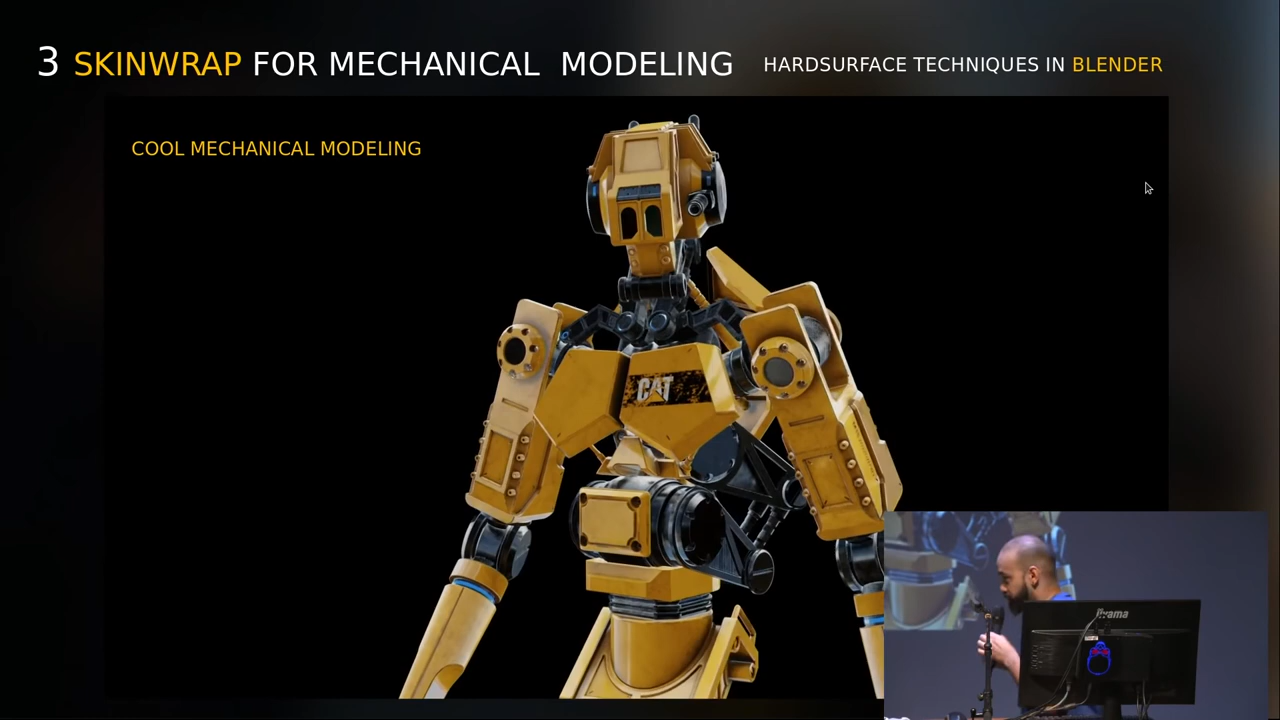 3 SKINWRAP FOR MECHANICAL MODELING
HARDSURFACE TECHNIQUES IN BLENDER
COOL MECHANICAL MODELING
CAT
iiyama